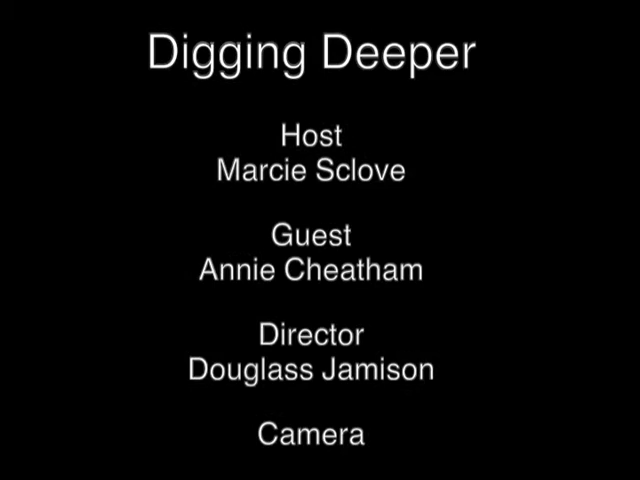 Digging Deeper
Host
Marcie Sclove
Guest
Annie Cheatham
Director
Douglass Jamison
Camera